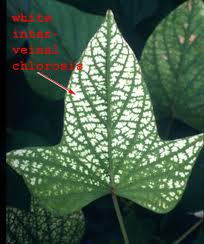 white
inter-
veinal
chlorosis